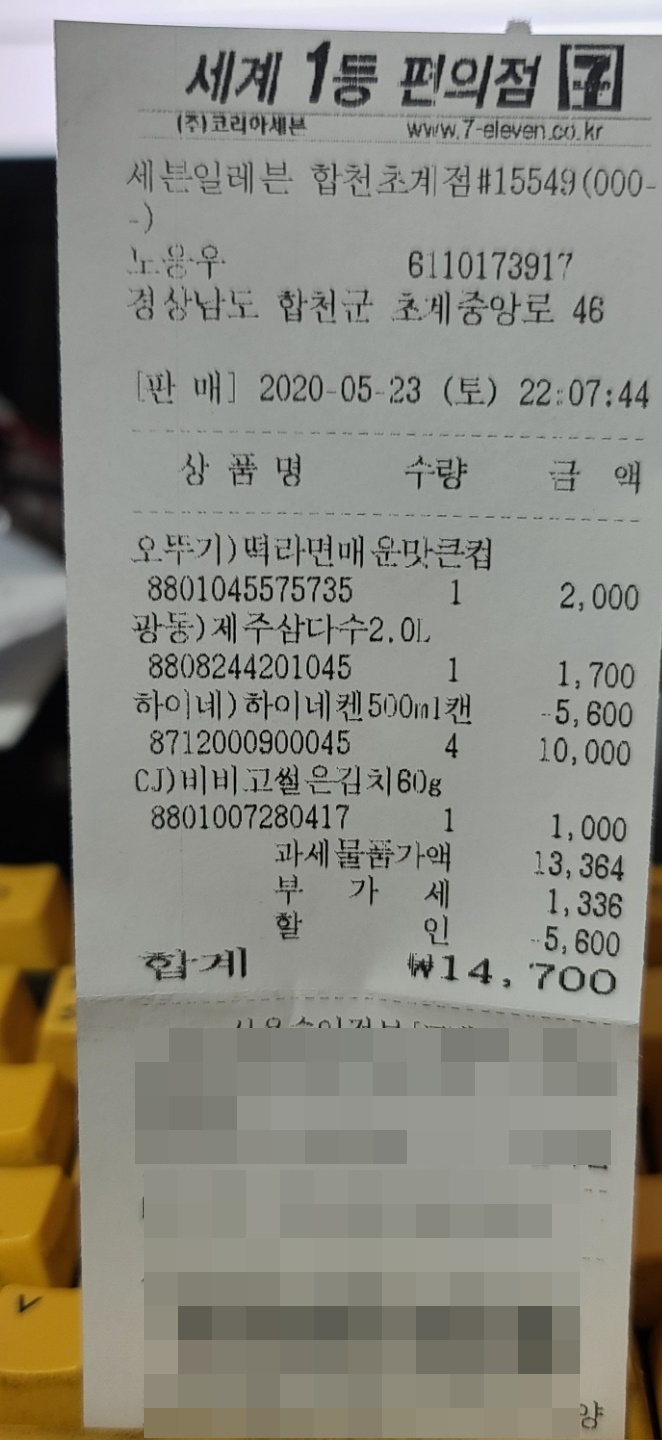 세계 1등 편의점 7
(주)코리아세븐 www.7-eleven.co.kr
세븐일레븐 합천초계점#15549(000-
-)
노응우 6110173917
경상남도 합천군 초계중앙로 46
[판 매] 2020-05-23 (토) 22:07:44
상 품 명 수량 금 액
오뚜기)떡라면매운맛큰컵
8801045575735 1 2,000
광동)제주삼다수2.0L
8808244201045 1 1,700
하이네)하이네켄500ml캔 -5,600
8712000900045 4 10,000
CJ)비비고썰은김치60g
8801007280417 1 1,000
과세물품가액 13,364
부 가 세 1,336
할 인 -5,600
합계 ₩14,700
양
V